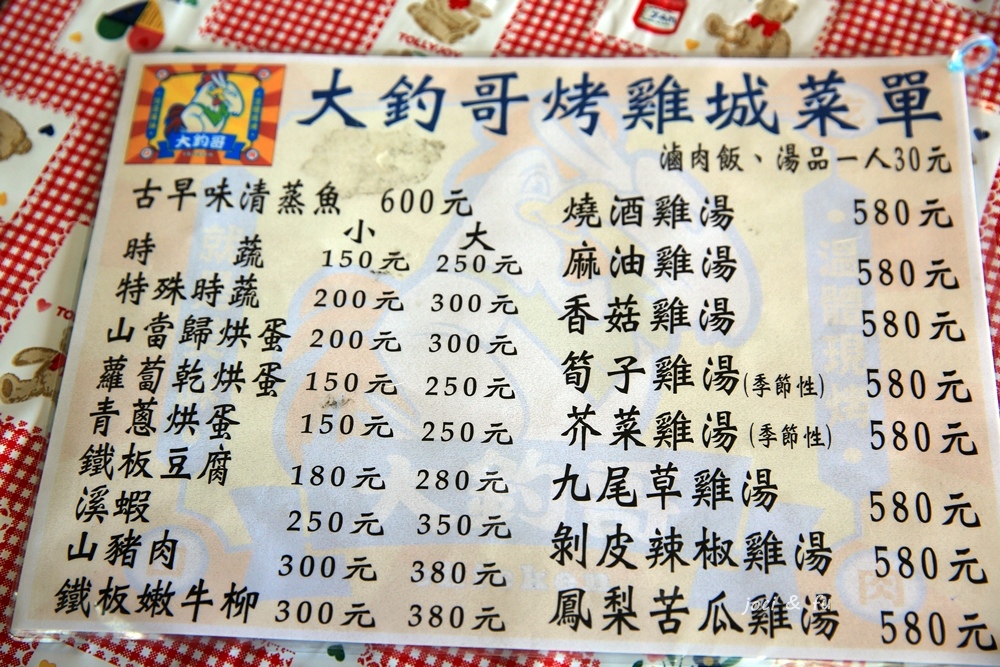 大釣哥烤雞城菜單
大釣哥
滷肉飯、湯品一人30元
古早味清蒸魚 600元
小 大
時蔬 150元 250元
特殊時蔬 200元 300元
山當歸烘蛋 200元 300元
蘿蔔乾烘蛋 150元 250元
青蔥烘蛋 150元 250元
鐵板豆腐 180元 280元
溪蝦 250元 350元
山豬肉 300元 380元
鐵板嫩牛柳 300元 380元
燒酒雞湯 580元
麻油雞湯 580元
香菇雞湯 580元
筍子雞湯(季節性) 580元
芥菜雞湯(季節性) 580元
九尾草雞湯 580元
剝皮辣椒雞湯 580元
鳳梨苦瓜雞湯 580元